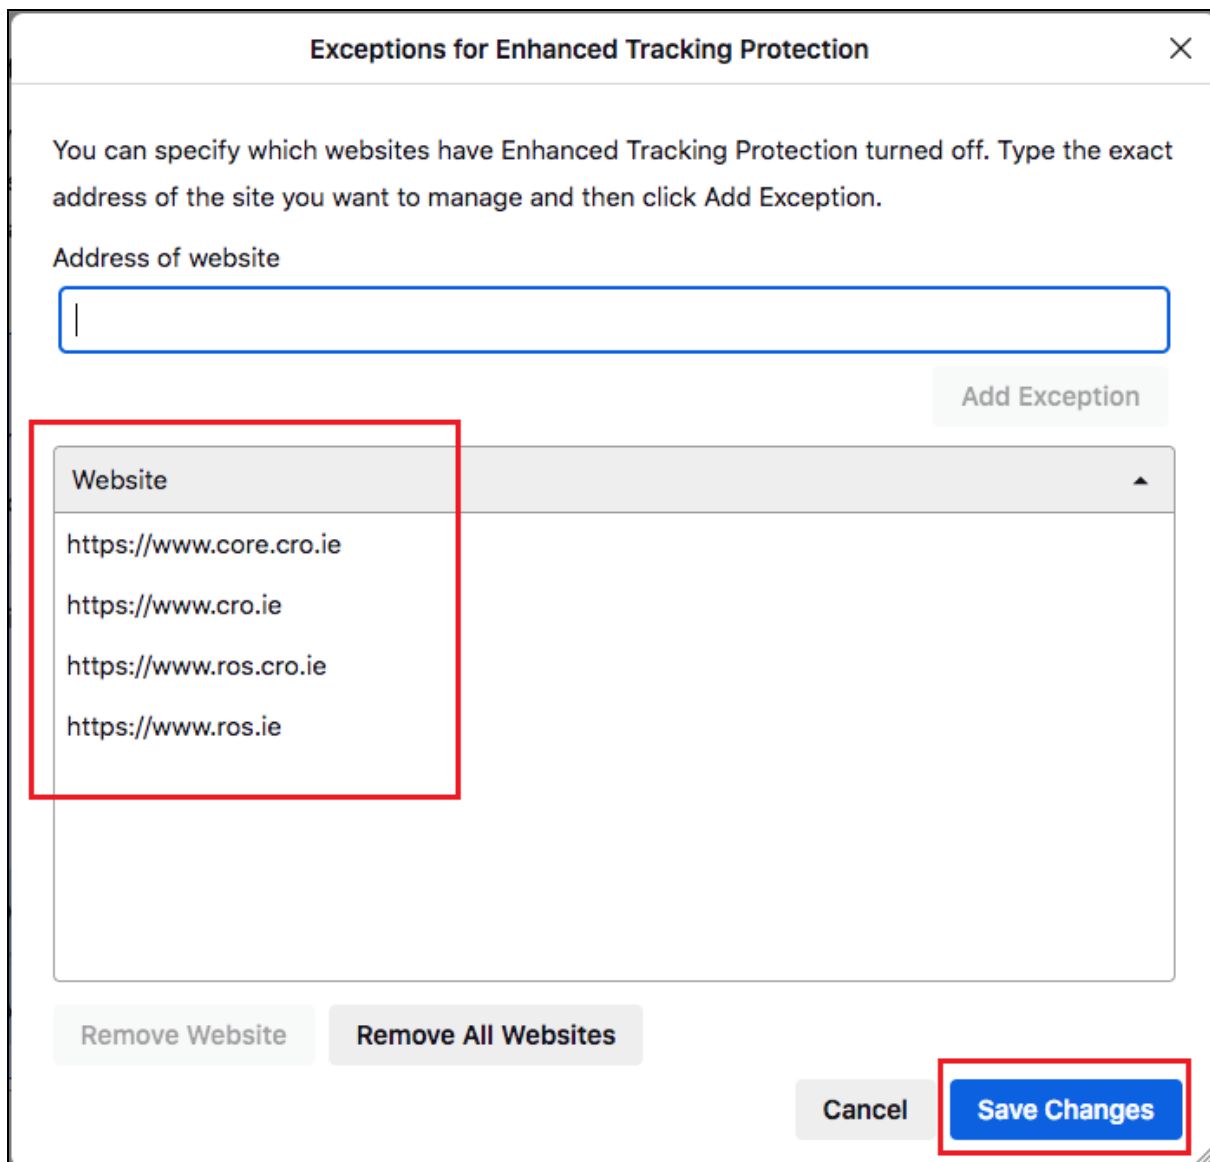 Exceptions for Enhanced Tracking Protection
You can specify which websites have Enhanced Tracking Protection turned off. Type the exact
address of the site you want to manage and then click Add Exception.
Address of website
Add Exception
Website
https://www.core.cro.ie
https://www.cro.ie
https://www.ros.cro.ie
https://www.ros.ie
Remove Website
Remove All Websites
Cancel
Save Changes